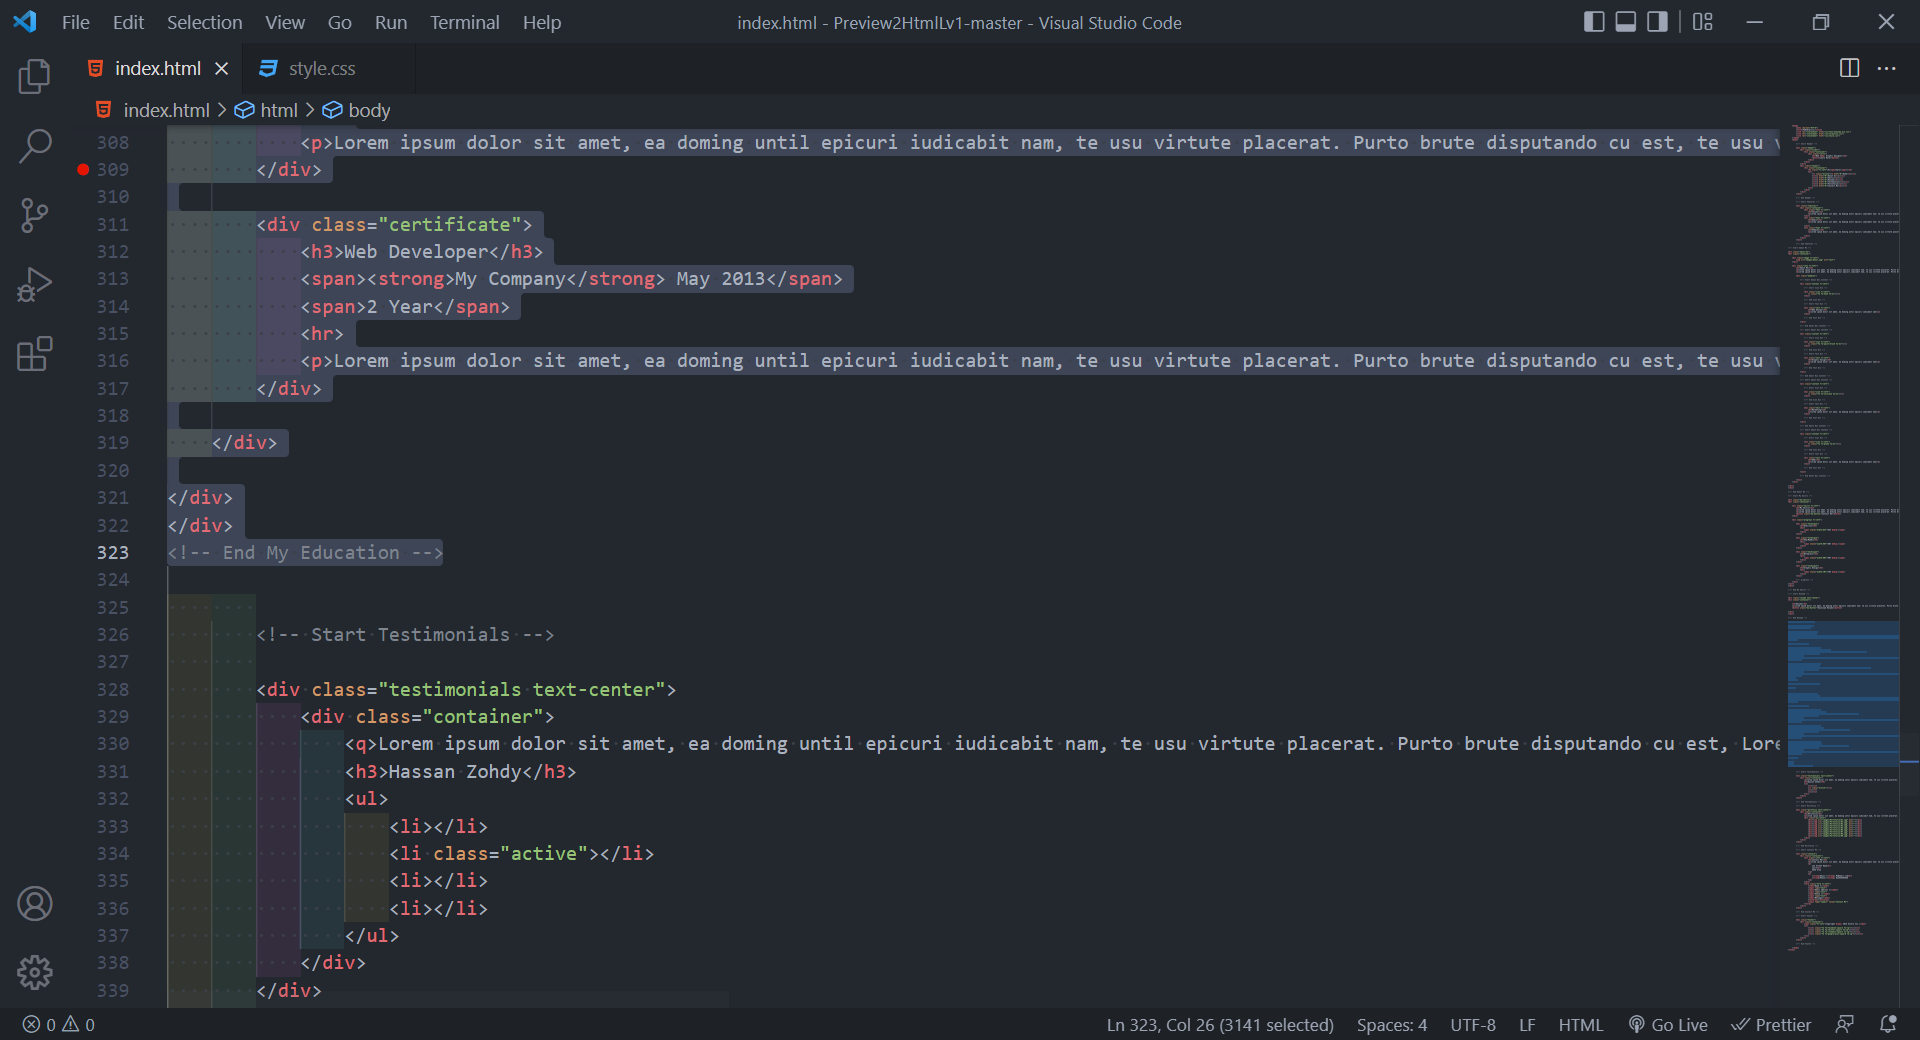 File Edit Selection View Go Run Terminal Help index.html - Preview2HtmlLv1-master - Visual Studio Code
index.html style.css
index.html > html > body
308 <p>Lorem ipsum dolor sit amet, ea doming until epicuri iudicabit nam, te usu virtute placerat. Purto brute disputando cu est, te usu v
309 </div>
310
311 <div class="certificate">
312 <h3>Web Developer</h3>
313 <span><strong>My Company</strong> May 2013</span>
314 <span>2 Year</span>
315 <hr>
316 <p>Lorem ipsum dolor sit amet, ea doming until epicuri iudicabit nam, te usu virtute placerat. Purto brute disputando cu est, te usu v
317 </div>
318
319 </div>
320
321 </div>
322 </div>
323 <!-- End My Education -->
324
325
326 <!-- Start Testimonials -->
327
328 <div class="testimonials text-center">
329 <div class="container">
330 <q>Lorem ipsum dolor sit amet, ea doming until epicuri iudicabit nam, te usu virtute placerat. Purto brute disputando cu est, Lore
331 <h3>Hassan Zohdy</h3>
332 <ul>
333 <li></li>
334 <li class="active"></li>
335 <li></li>
336 <li></li>
337 </ul>
338 </div>
339 </div>
0 0 Ln 323, Col 26 (3141 selected) Spaces: 4 UTF-8 LF HTML Go Live Prettier